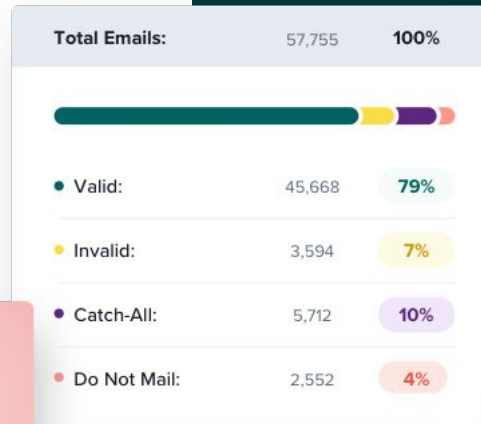 Total Emails: 57,755 100%
Valid: 45,668 79%
Invalid: 3,594 7%
Catch-All: 5,712 10%
Do Not Mail: 2,552 4%